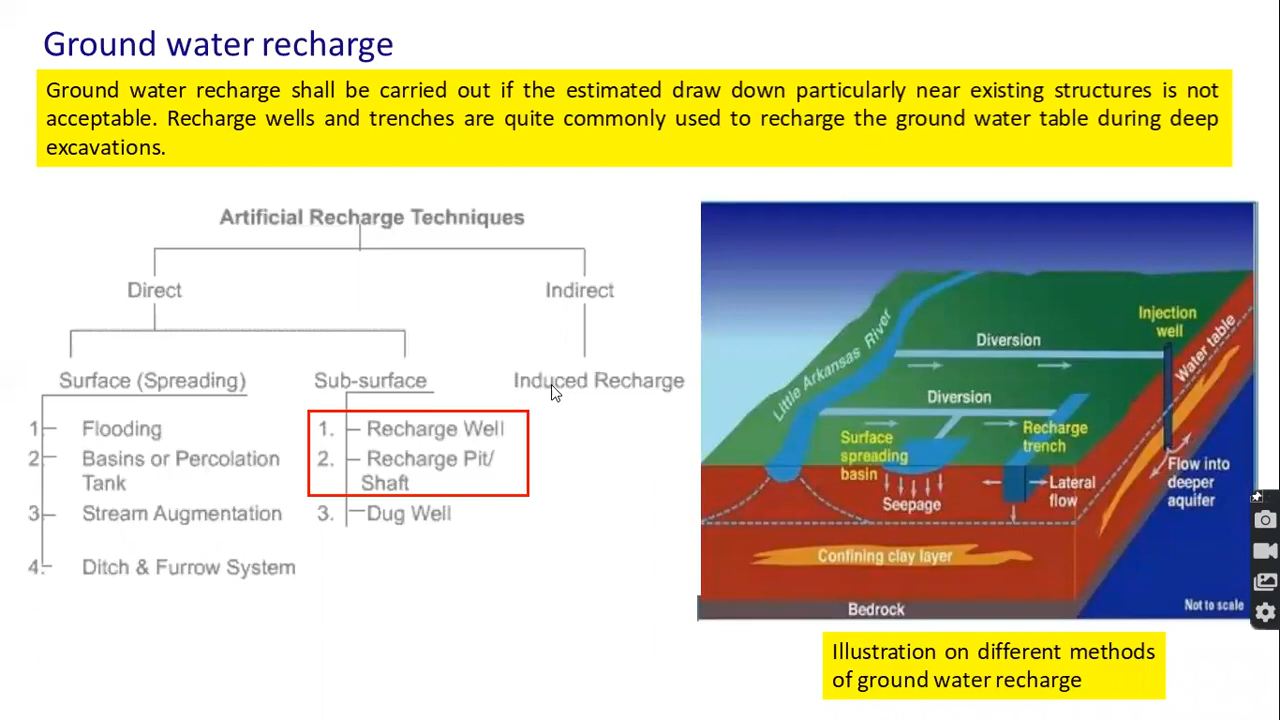 Ground water recharge
Ground water recharge shall be carried out if the estimated draw down particularly near existing structures is not
acceptable. Recharge wells and trenches are quite commonly used to recharge the ground water table during deep
excavations.
Artificial Recharge Techniques
Direct
Indirect
Surface (Spreading)
Sub-surface
Induced Recharge
1. Flooding
2. Basins or Percolation
Tank
3. Stream Augmentation
4. Ditch & Furrow System
1. Recharge Well
2. Recharge Pit/
Shaft
3. Dug Well
Little Arkansas River
Diversion
Injection
well
Water table
Diversion
Surface
spreading
basin
Recharge
trench
Seepage
Lateral
flow
Flow into
deeper
aquifer
Confining clay layer
Bedrock
Not to scale
Illustration on different methods
of ground water recharge